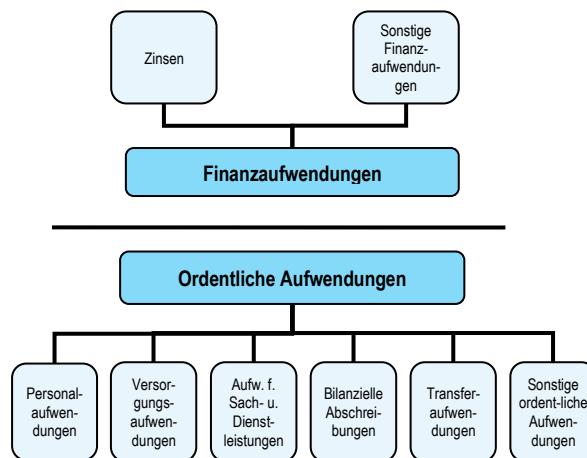 Zinsen
Sonstige
Finanz-
aufwendun-
gen
Finanzaufwendungen
Ordentliche Aufwendungen
Personal-
aufwen-
dungen
Versor-
gungs-
aufwen-
dungen
Aufw. f.
Sach- u.
Dienst-
leistungen
Bilanzielle
Abschrei-
bungen
Transfer-
aufwen-
dungen
Sonstige
ordent-liche
Aufwen-
dungen